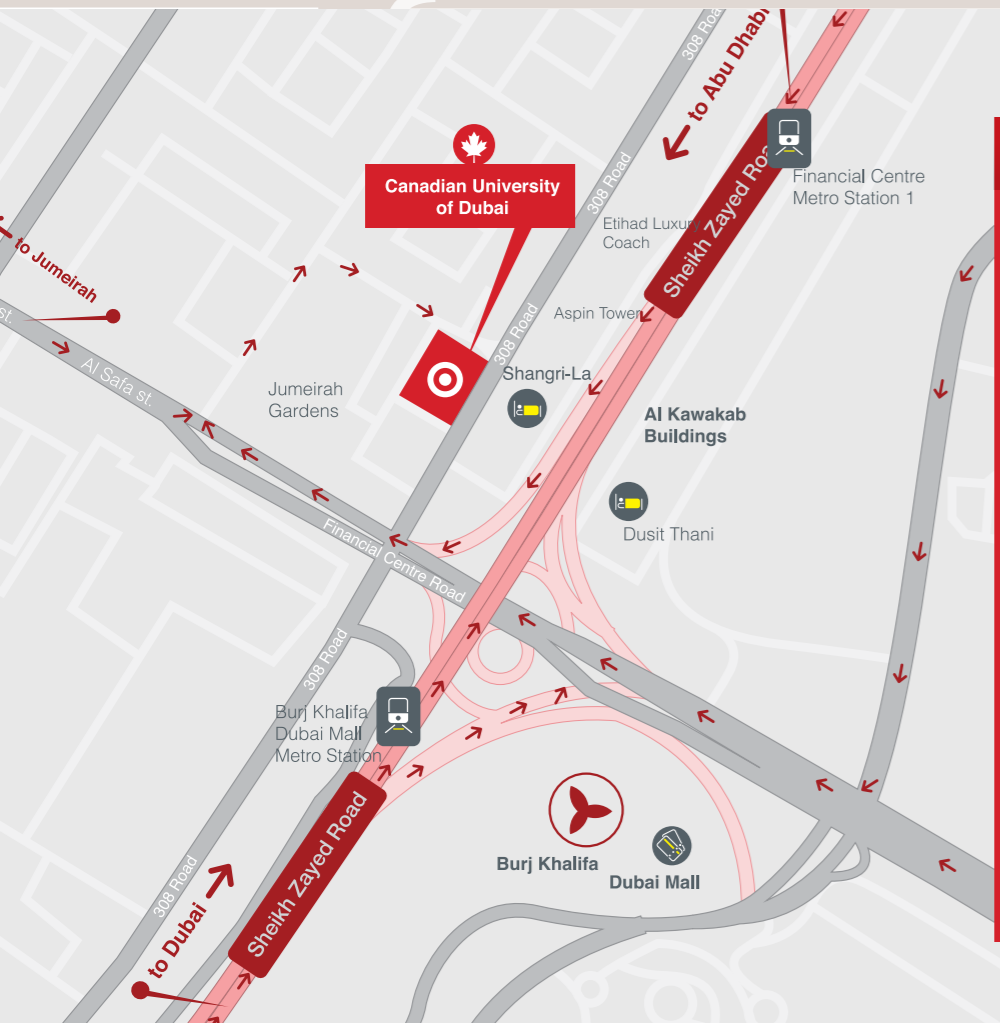 308 Road
to Abu Dhabi
Canadian University
of Dubai
Financial Centre
Metro Station 1
308 Road
Sheikh Zayed Road
Etihad Luxury
Coach
to Jumeirah
st.
Aspin Tower
308 Road
Al Safa st.
Shangri-La
Jumeirah
Gardens
Al Kawakab
Buildings
Dusit Thani
Financial Centre Road
308 Road
Burj Khalifa
Dubai Mall
Metro Station
Sheikh Zayed Road
Burj Khalifa
Dubai Mall
308 Road
to Dubai